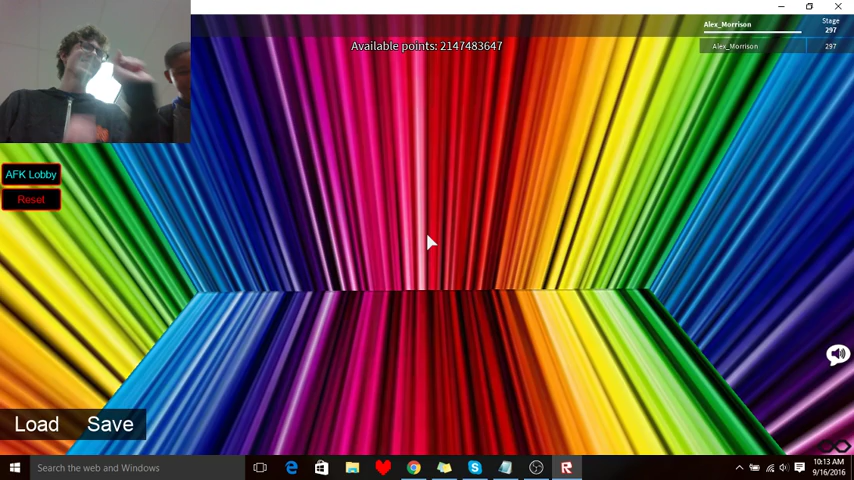 Alex_Morrison
Stage
297
Available points: 2147483647
Alex_Morrison 297
AFK Lobby
Reset
Load Save
Search the web and Windows
10:13 AM
9/16/2016